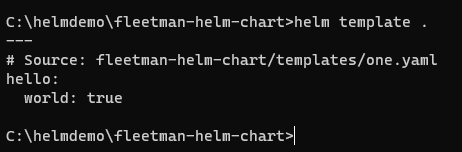 C:\helmdemo\fleetman-helm-chart>helm template .
---
# Source: fleetman-helm-chart/templates/one.yaml
hello:
  world: true
C:\helmdemo\fleetman-helm-chart>